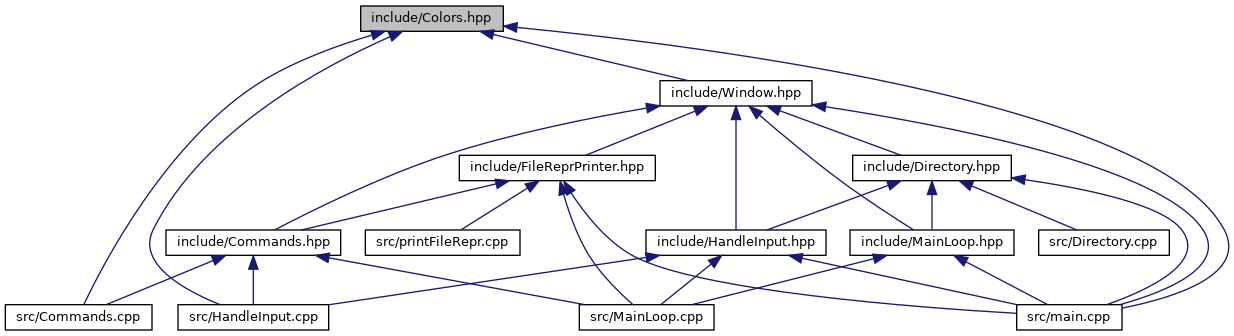 include/Colors.hpp
include/Window.hpp
include/FileReprPrinter.hpp
include/Directory.hpp
include/Commands.hpp
src/printFileRepr.cpp
include/HandleInput.hpp
include/MainLoop.hpp
src/Directory.cpp
src/Commands.cpp
src/HandleInput.cpp
src/MainLoop.cpp
src/main.cpp